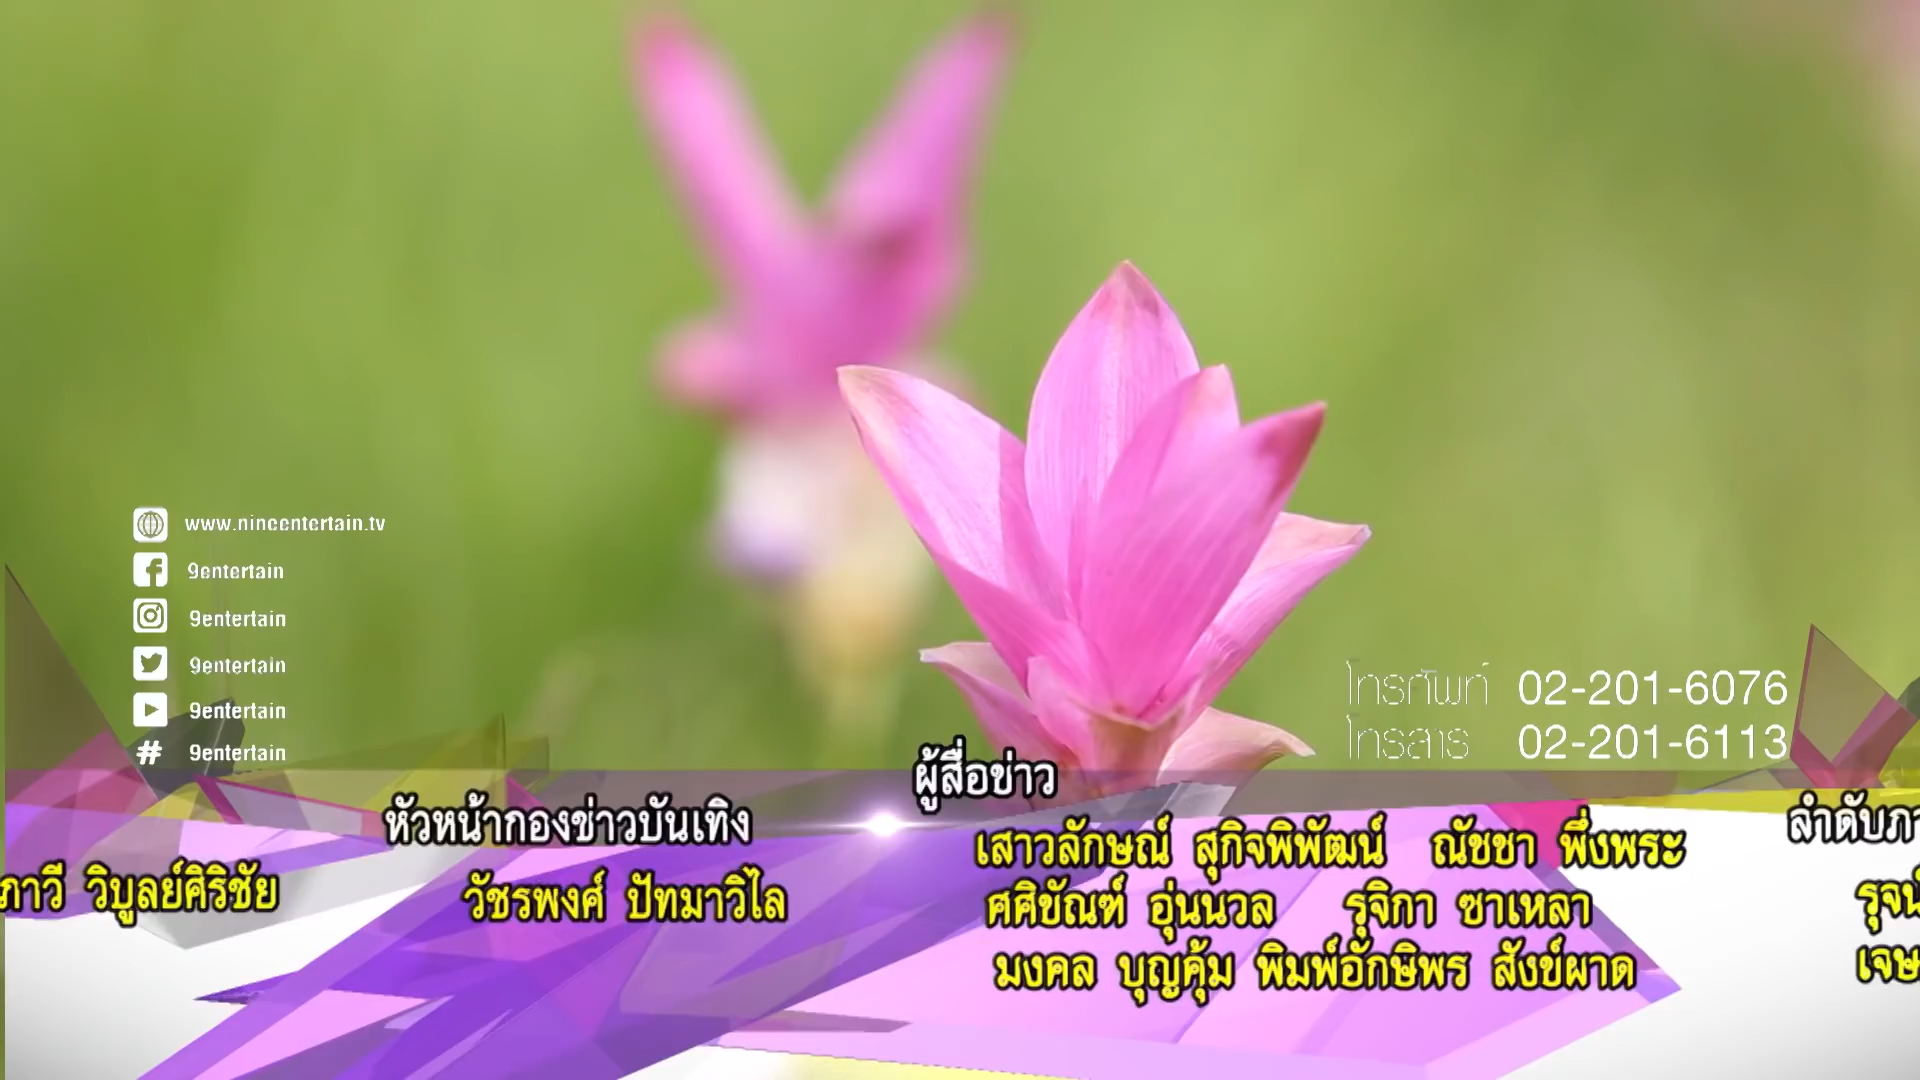 www.nineentertain.tv
9entertain
9entertain
9entertain
9entertain
# 9entertain
โทรศัพท์ 02-201-6076
โทรสาร 02-201-6113
วิบูลย์ศิริชัย
หัวหน้ากองข่าวบันเทิง
วัชรพงศ์ ปัทมาวิไล
ผู้สื่อข่าว
เสาวลักษณ์ สุกิจพิพัฒน์ ณัชชา พึ่งพระ
ศศิขัณฑ์ อุ่นนวล รุจิกา ซาเหลา
มงคล บุญคุ้ม พิมพ์อักษิพร สังข์ผาด
ลำดับภา